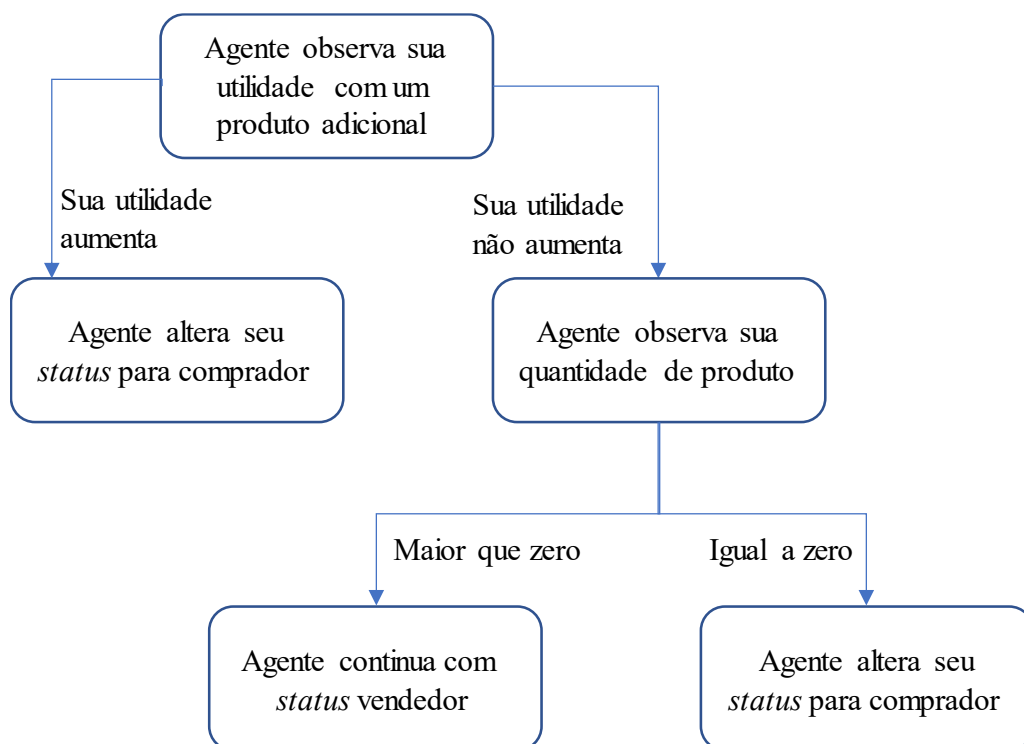 Agente observa sua
utilidade com um
produto adicional
Sua utilidade
aumenta
Sua utilidade
não aumenta
Agente altera seu
status para comprador
Agente observa sua
quantidade de produto
Maior que zero
Igual a zero
Agente continua com
status vendedor
Agente altera seu
status para comprador